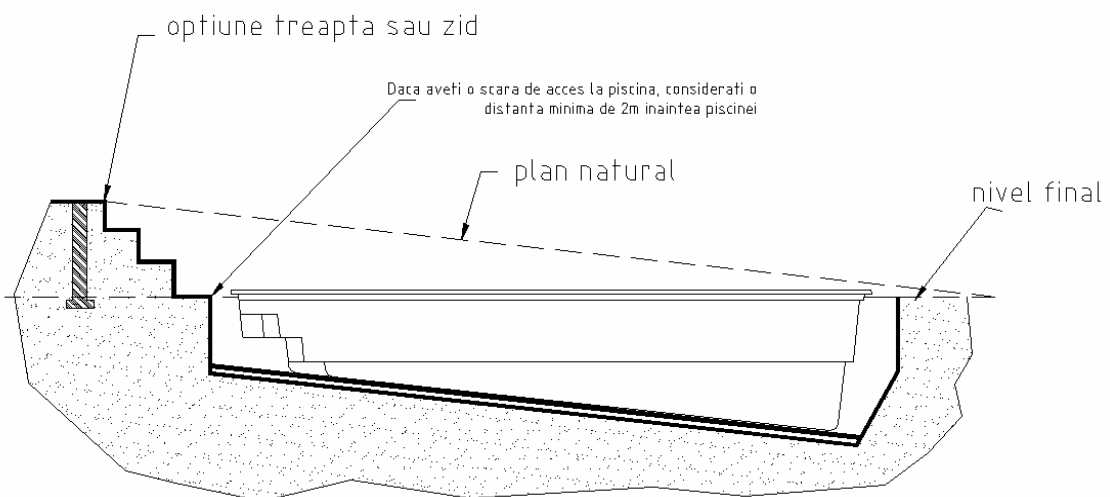 optiune treapta sau zid
Daca aveti o scara de acces la piscina, considerati o
distanta minima de 2m inaintea piscinei
plan natural
nivel final